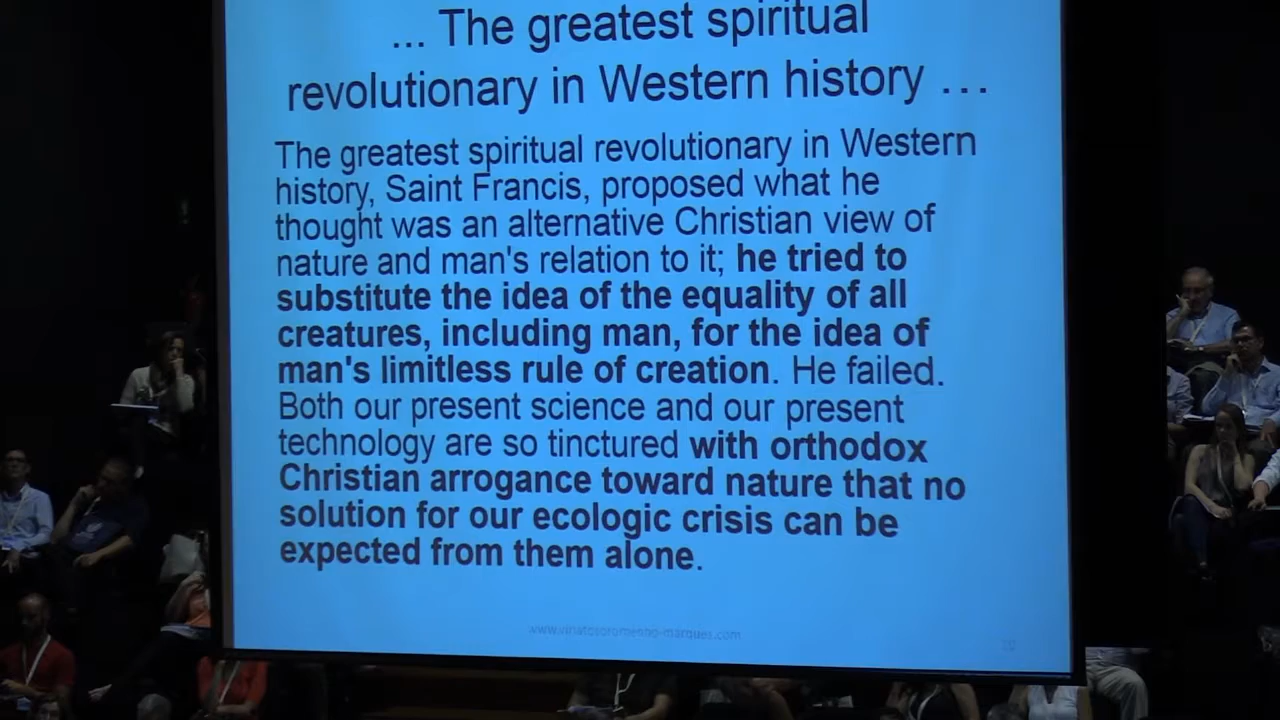 ... The greatest spiritual
revolutionary in Western history …
The greatest spiritual revolutionary in Western
history, Saint Francis, proposed what he
thought was an alternative Christian view of
nature and man's relation to it; he tried to
substitute the idea of the equality of all
creatures, including man, for the idea of
man's limitless rule of creation. He failed.
Both our present science and our present
technology are so tinctured with orthodox
Christian arrogance toward nature that no
solution for our ecologic crisis can be
expected from them alone.